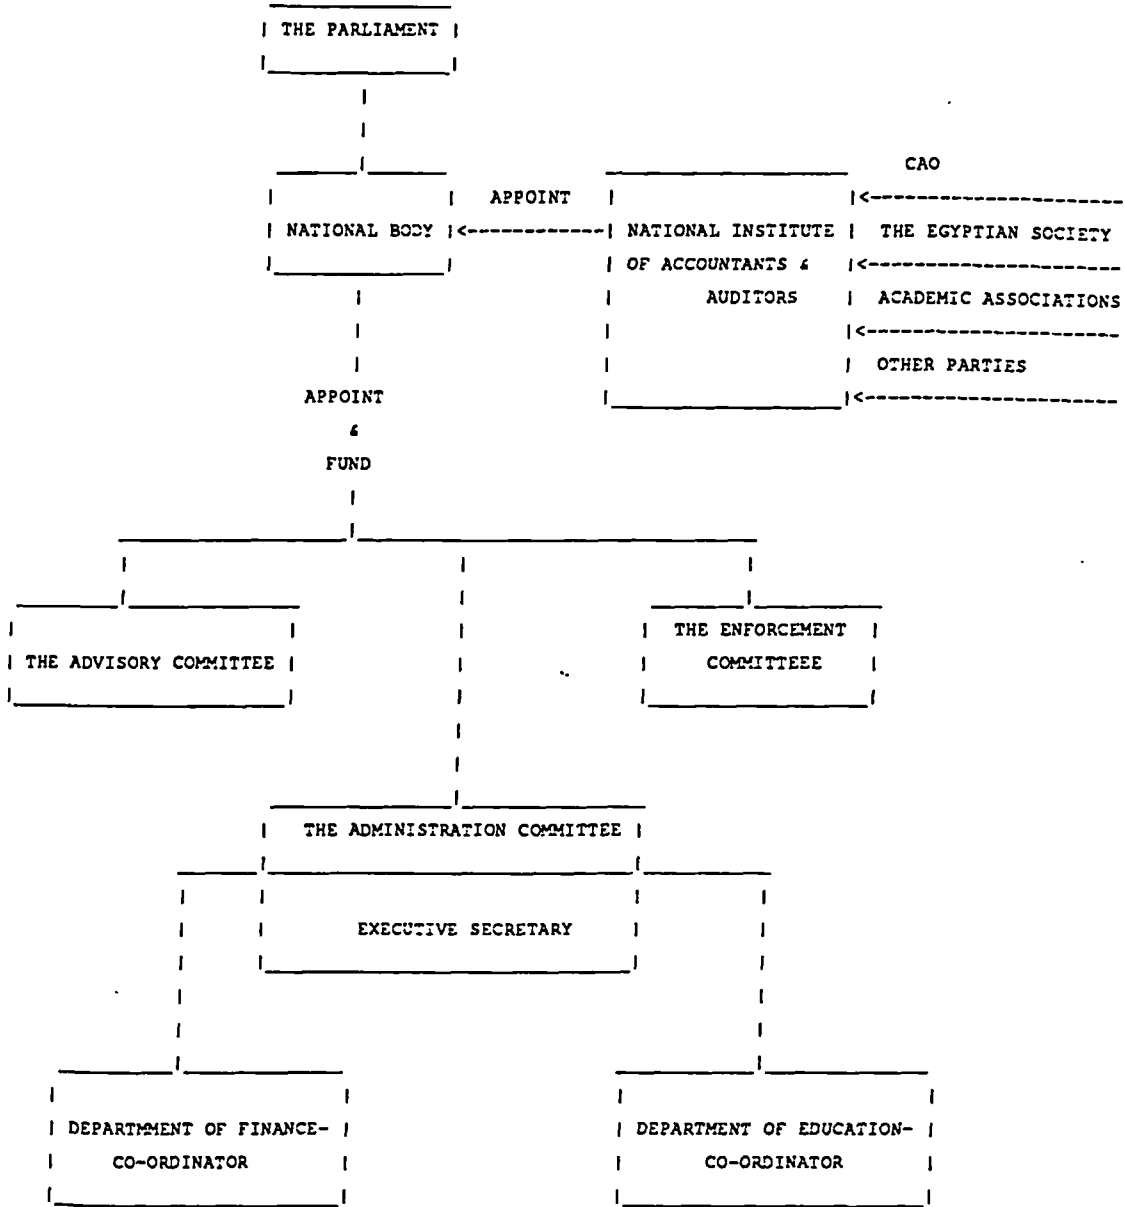 THE PARLIAMENT
CAO
APPOINT
NATIONAL BODY
NATIONAL INSTITUTE
OF ACCOUNTANTS &
AUDITORS
THE EGYPTIAN SOCIETY
ACADEMIC ASSOCIATIONS
OTHER PARTIES
APPOINT
&
FUND
THE ADVISORY COMMITTEE
THE ENFORCEMENT
COMMITTEEE
THE ADMINISTRATION COMMITTEE
EXECUTIVE SECRETARY
DEPARTMMENT OF FINANCE-
CO-ORDINATOR
DEPARTMENT OF EDUCATION-
CO-ORDINATOR